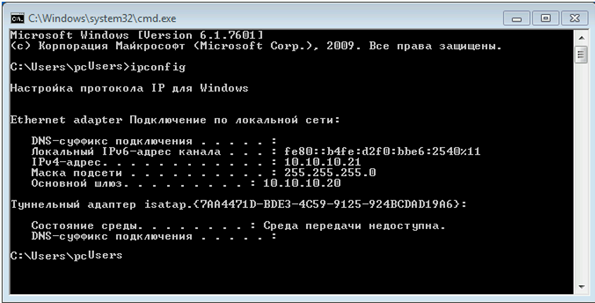 C:\Windows\system32\cmd.exe
Microsoft Windows [Version 6.1.7601]
(c) Корпорация Майкрософт (Microsoft Corp.), 2009. Все права защищены.
C:\Users\pcUsers>ipconfig
Настройка протокола IP для Windows
Ethernet adapter Подключение по локальной сети:
DNS-суффикс подключения . . . . . :
Локальный IPv6-адрес канала . . . : fe80::b4fe:d2f0:bbe6:2540%11
IPv4-адрес. . . . . . . . . . . . : 10.10.10.21
Маска подсети . . . . . . . . . . : 255.255.255.0
Основной шлюз. . . . . . . . . : 10.10.10.20
Туннельный адаптер isatap.{7AA4471D-BDE3-4C59-9125-924BCDAD19A6}:
Состояние среды. . . . . . . . : Среда передачи недоступна.
DNS-суффикс подключения . . . . . :
C:\Users\pcUsers